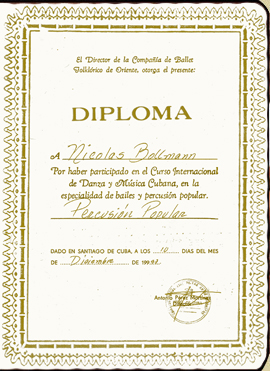 El Director de la Compañía de Ballet
Folklórico de Oriente, otorga el presente:
DIPLOMA
A Nicolas Bollmann
Por haber participado en el Curso Internacional
de Danza y Música Cubana, en la
especialidad de bailes y percusión popular.
Percusión Popular
DADO EN SANTIAGO DE CUBA, A LOS 10 DIAS DEL MES
DE Diciembre DE 199
Antonio Pérez Martínez
Director